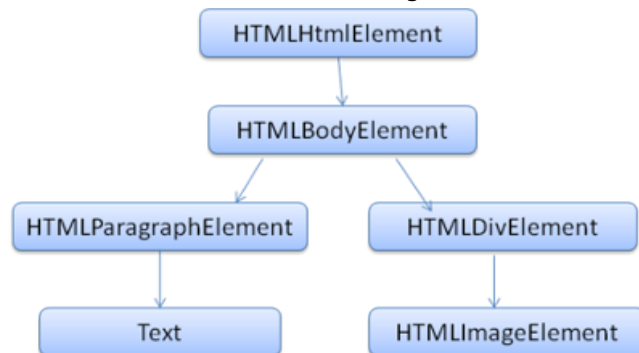 HTMLHtmlElement
HTMLBodyElement
HTMLParagraphElement
HTMLDivElement
Text
HTMLImageElement